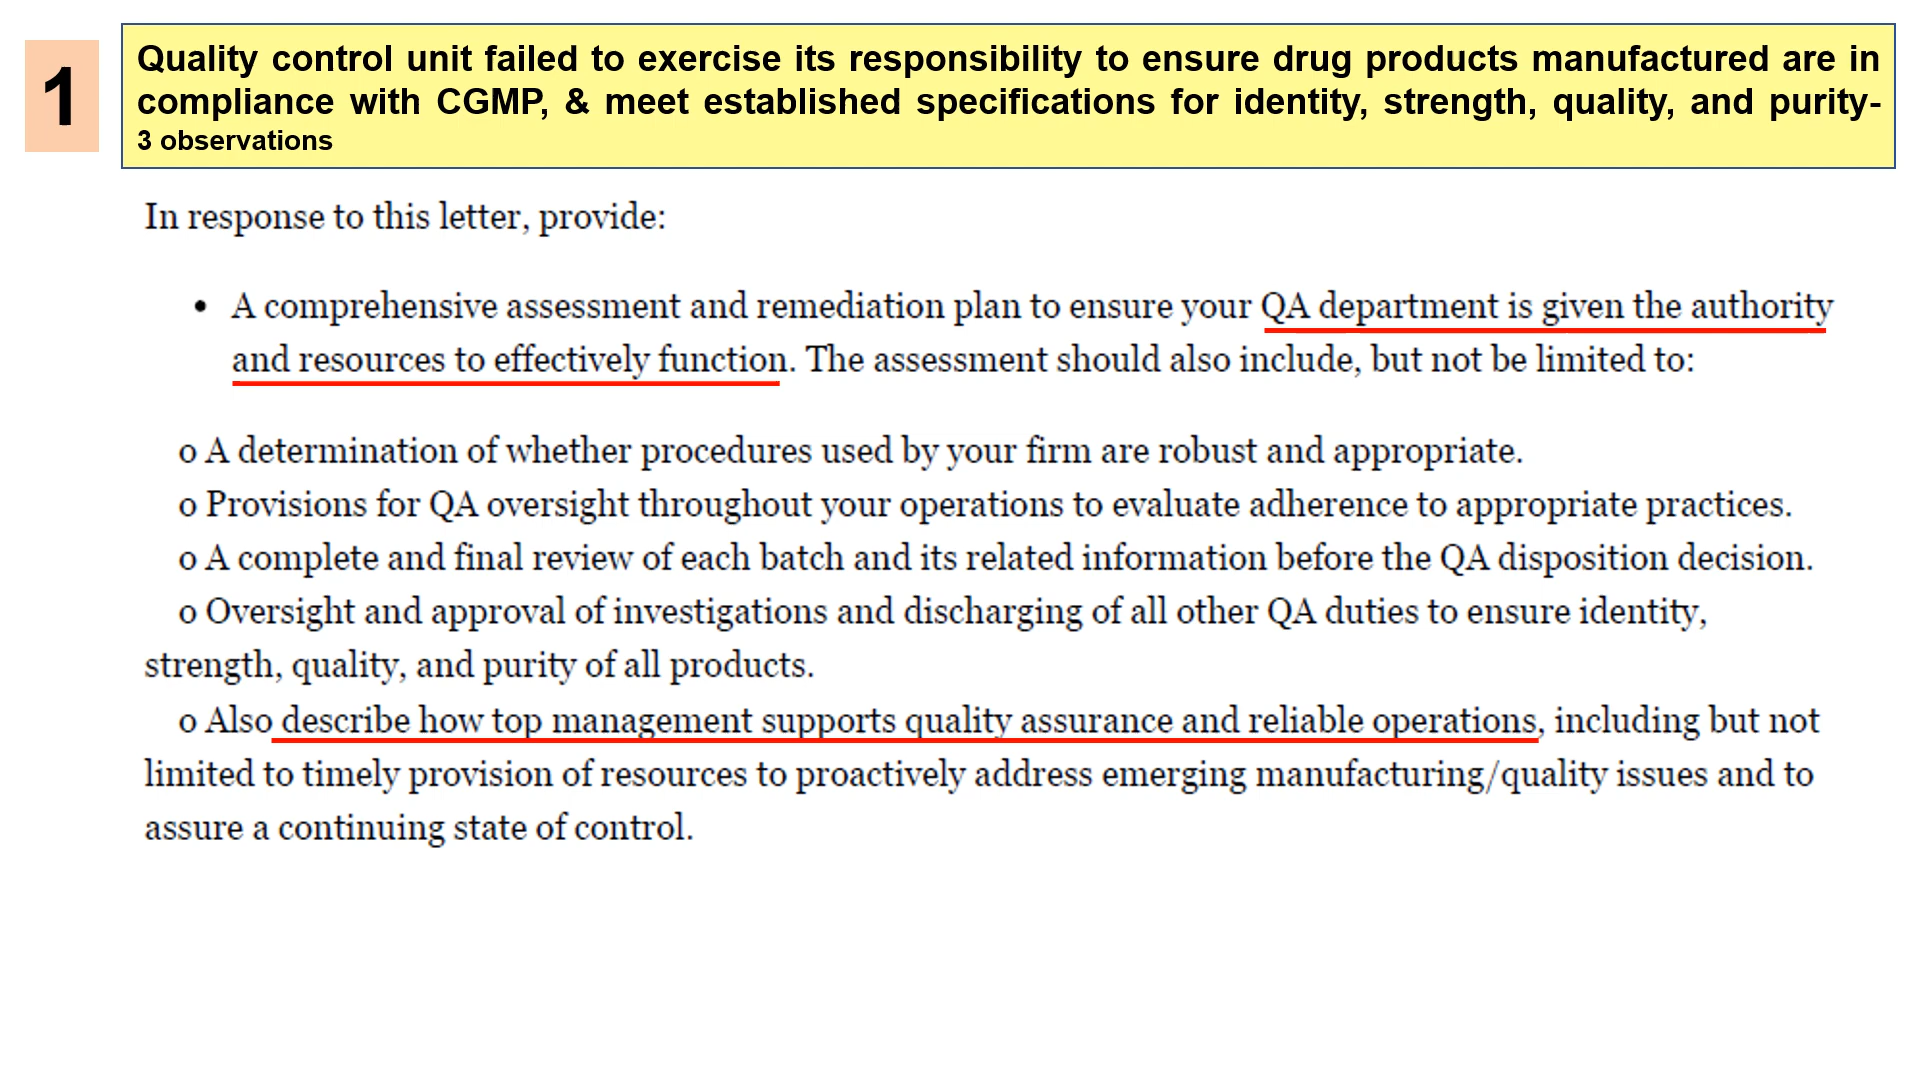 1
Quality control unit failed to exercise its responsibility to ensure drug products manufactured are in
compliance with CGMP, & meet established specifications for identity, strength, quality, and purity-
3 observations
In response to this letter, provide:
• A comprehensive assessment and remediation plan to ensure your QA department is given the authority
and resources to effectively function. The assessment should also include, but not be limited to:
o A determination of whether procedures used by your firm are robust and appropriate.
o Provisions for QA oversight throughout your operations to evaluate adherence to appropriate practices.
o A complete and final review of each batch and its related information before the QA disposition decision.
o Oversight and approval of investigations and discharging of all other QA duties to ensure identity,
strength, quality, and purity of all products.
o Also describe how top management supports quality assurance and reliable operations, including but not
limited to timely provision of resources to proactively address emerging manufacturing/quality issues and to
assure a continuing state of control.